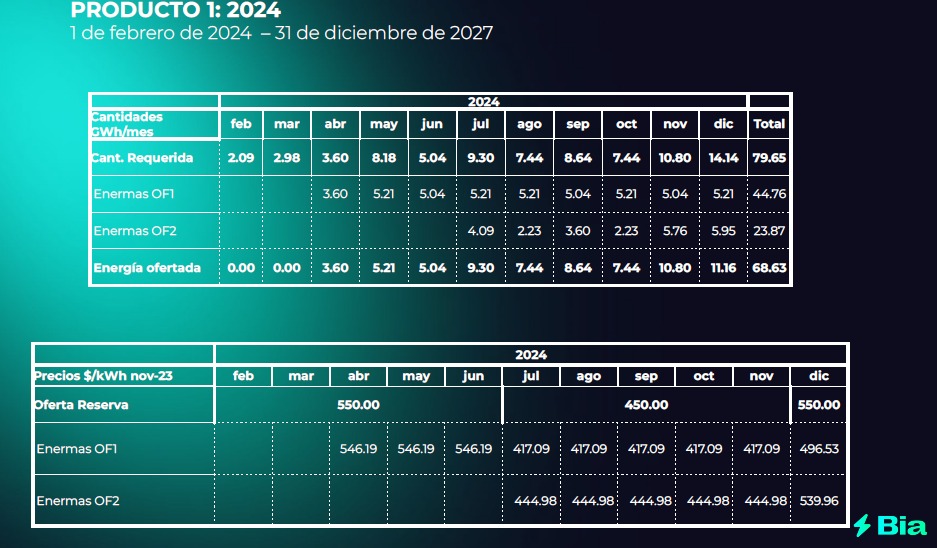 PRODUCTO 1: 2024
1 de febrero de 2024 – 31 de diciembre de 2027
2024
Cantidades GWh/mes feb mar abr may jun jul ago sep oct nov dic Total
Cant. Requerida 2.09 2.98 3.60 8.18 5.04 9.30 7.44 8.64 7.44 10.80 14.14 79.65
Enermas OF1 3.60 5.21 5.04 5.21 5.21 5.04 5.21 5.04 5.21 44.76
Enermas OF2 4.09 2.23 3.60 2.23 5.76 5.95 23.87
Energía ofertada 0.00 0.00 3.60 5.21 5.04 9.30 7.44 8.64 7.44 10.80 11.16 68.63
2024
Precios $/kWh nov-23 feb mar abr may jun jul ago sep oct nov dic
Oferta Reserva 550.00 450.00 550.00
Enermas OF1 546.19 546.19 546.19 417.09 417.09 417.09 417.09 417.09 496.53
Enermas OF2 444.98 444.98 444.98 444.98 444.98 539.96
Bia